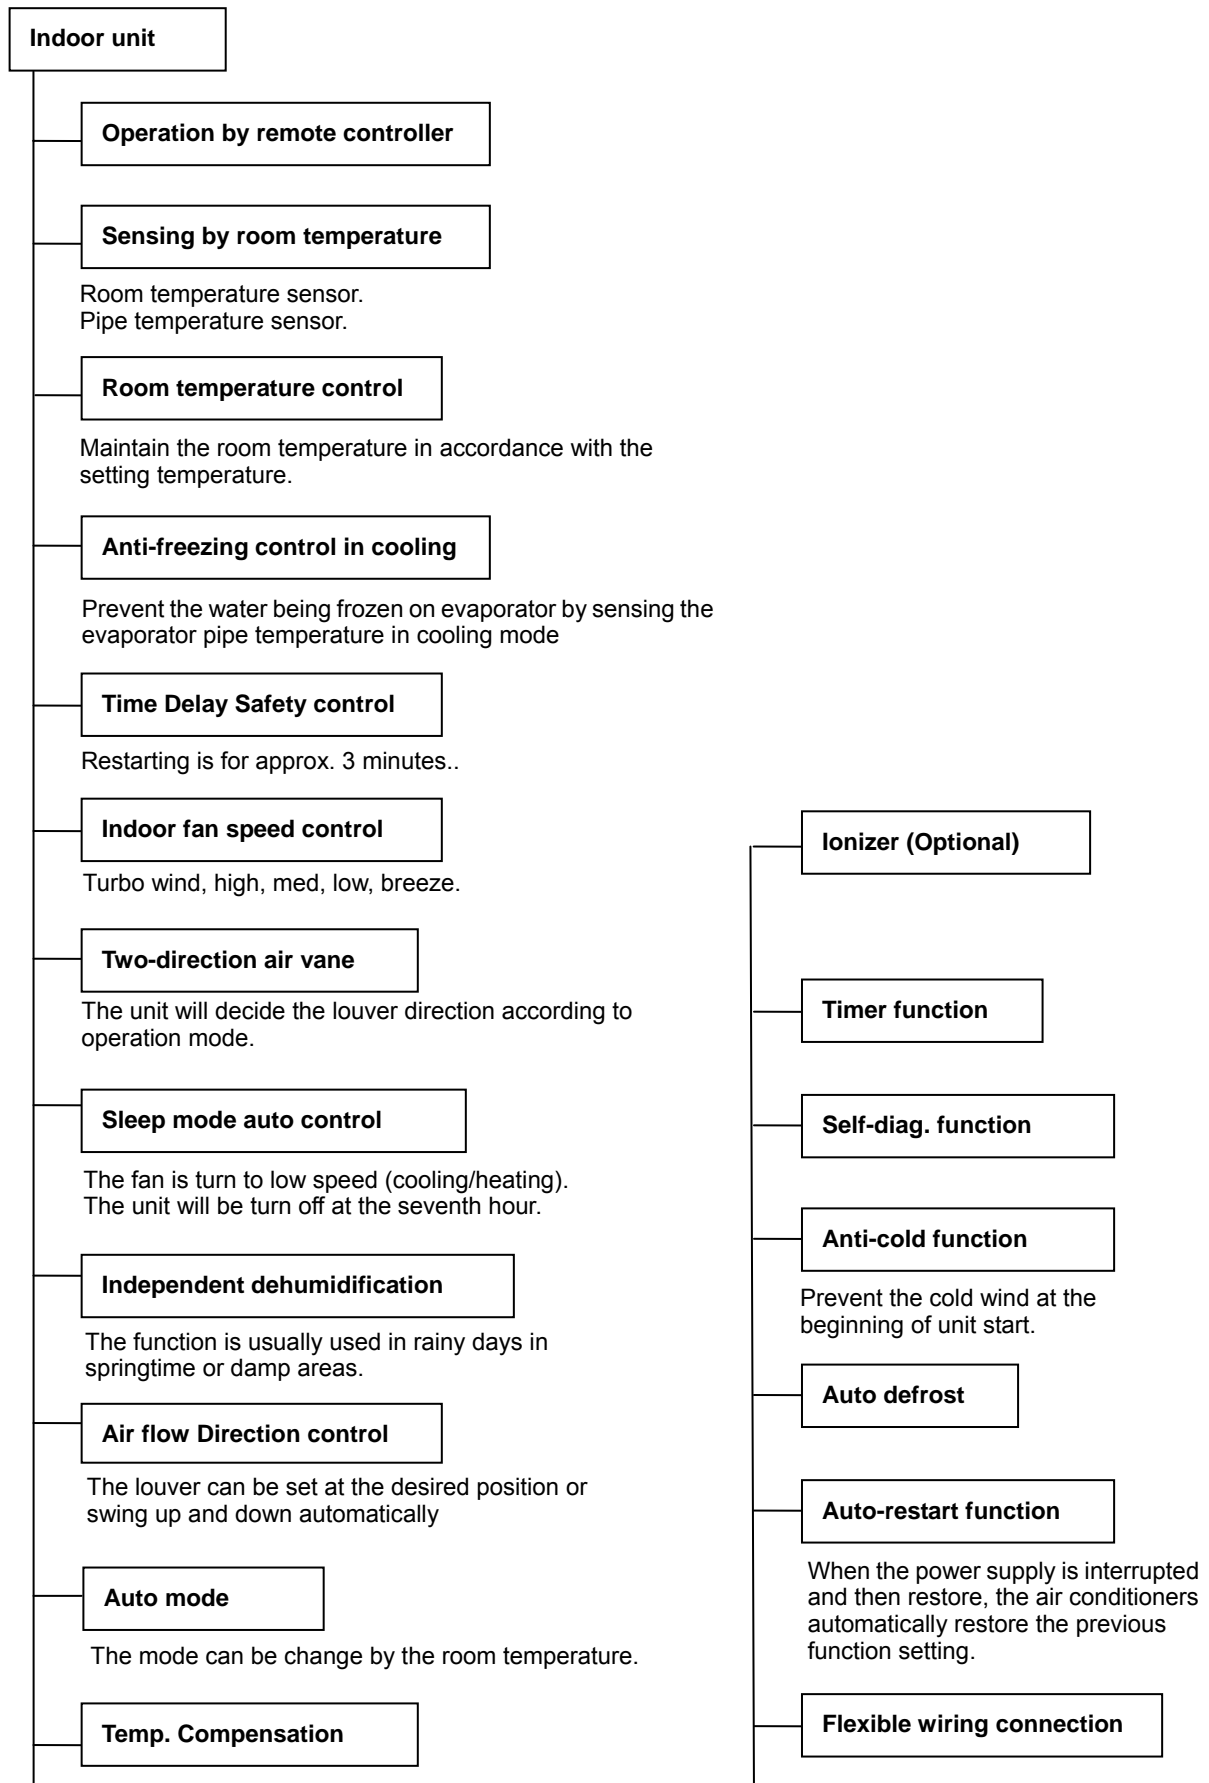 Indoor unit
Operation by remote controller
Sensing by room temperature
Room temperature sensor.
Pipe temperature sensor.
Room temperature control
Maintain the room temperature in accordance with the
setting temperature.
Anti-freezing control in cooling
Prevent the water being frozen on evaporator by sensing the
evaporator pipe temperature in cooling mode
Time Delay Safety control
Restarting is for approx. 3 minutes..
Indoor fan speed control
Turbo wind, high, med, low, breeze.
Two-direction air vane
The unit will decide the louver direction according to
operation mode.
Sleep mode auto control
The fan is turn to low speed (cooling/heating).
The unit will be turn off at the seventh hour.
Independent dehumidification
The function is usually used in rainy days in
springtime or damp areas.
Air flow Direction control
The louver can be set at the desired position or
swing up and down automatically
Auto mode
The mode can be change by the room temperature.
Temp. Compensation
Ionizer (Optional)
Timer function
Self-diag. function
Anti-cold function
Prevent the cold wind at the
beginning of unit start.
Auto defrost
Auto-restart function
When the power supply is interrupted
and then restore, the air conditioners
automatically restore the previous
function setting.
Flexible wiring connection